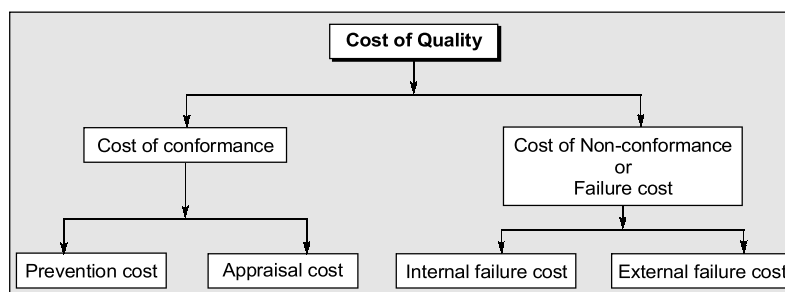 Cost of Quality
Cost of conformance
Cost of Non-conformance
or
Failure cost
Prevention cost
Appraisal cost
Internal failure cost
External failure cost